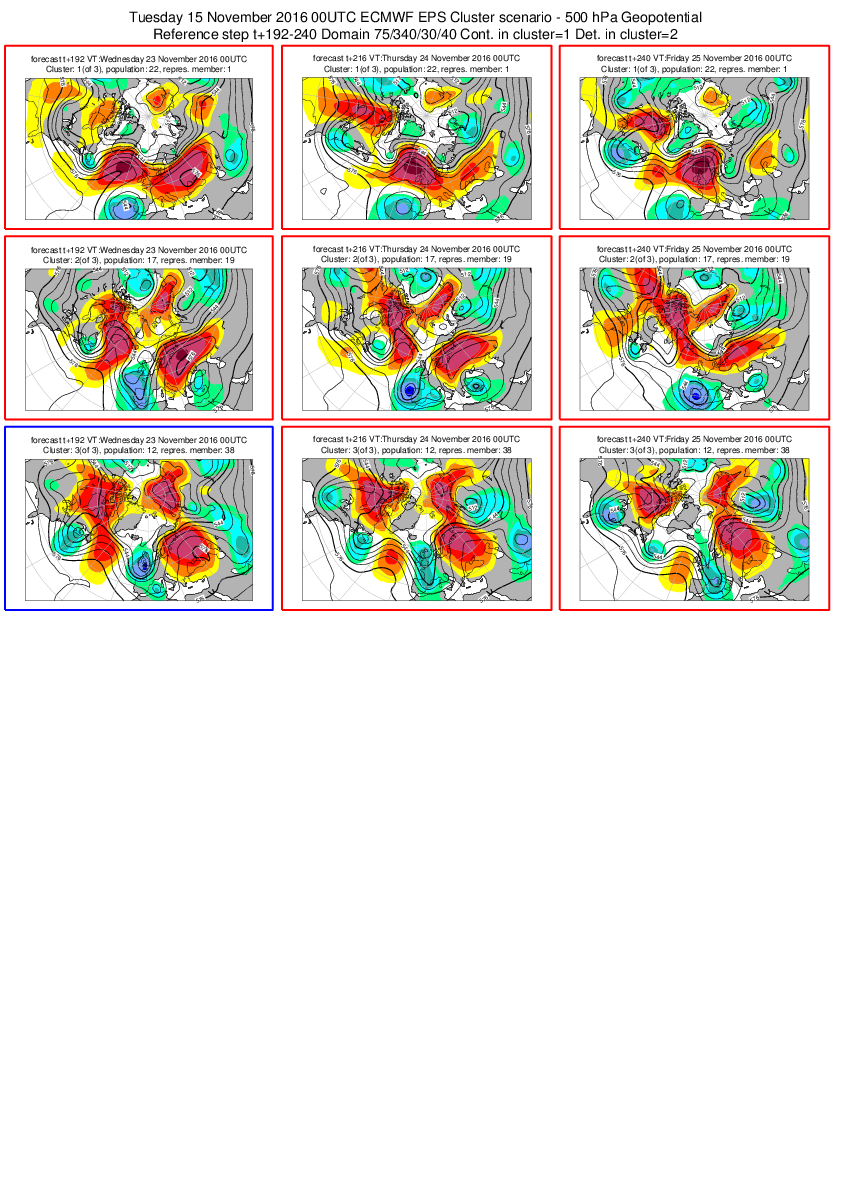 Tuesday 15 November 2016 00UTC ECMWF EPS Cluster scenario - 500 hPa Geopotential
Reference step t+192-240 Domain 75/340/30/40 Cont. in cluster=1 Det. in cluster=2
forecast t+192 VT:Wednesday 23 November 2016 00UTC
Cluster: 1(of 3), population: 22, repres. member: 1
forecast t+216 VT:Thursday 24 November 2016 00UTC
Cluster: 1(of 3), population: 22, repres. member: 1
forecast t+240 VT:Friday 25 November 2016 00UTC
Cluster: 1(of 3), population: 22, repres. member: 1
forecast t+192 VT:Wednesday 23 November 2016 00UTC
Cluster: 2(of 3), population: 17, repres. member: 19
forecast t+216 VT:Thursday 24 November 2016 00UTC
Cluster: 2(of 3), population: 17, repres. member: 19
forecast t+240 VT:Friday 25 November 2016 00UTC
Cluster: 2(of 3), population: 17, repres. member: 19
forecast t+192 VT:Wednesday 23 November 2016 00UTC
Cluster: 3(of 3), population: 12, repres. member: 38
forecast t+216 VT:Thursday 24 November 2016 00UTC
Cluster: 3(of 3), population: 12, repres. member: 38
forecast t+240 VT:Friday 25 November 2016 00UTC
Cluster: 3(of 3), population: 12, repres. member: 38